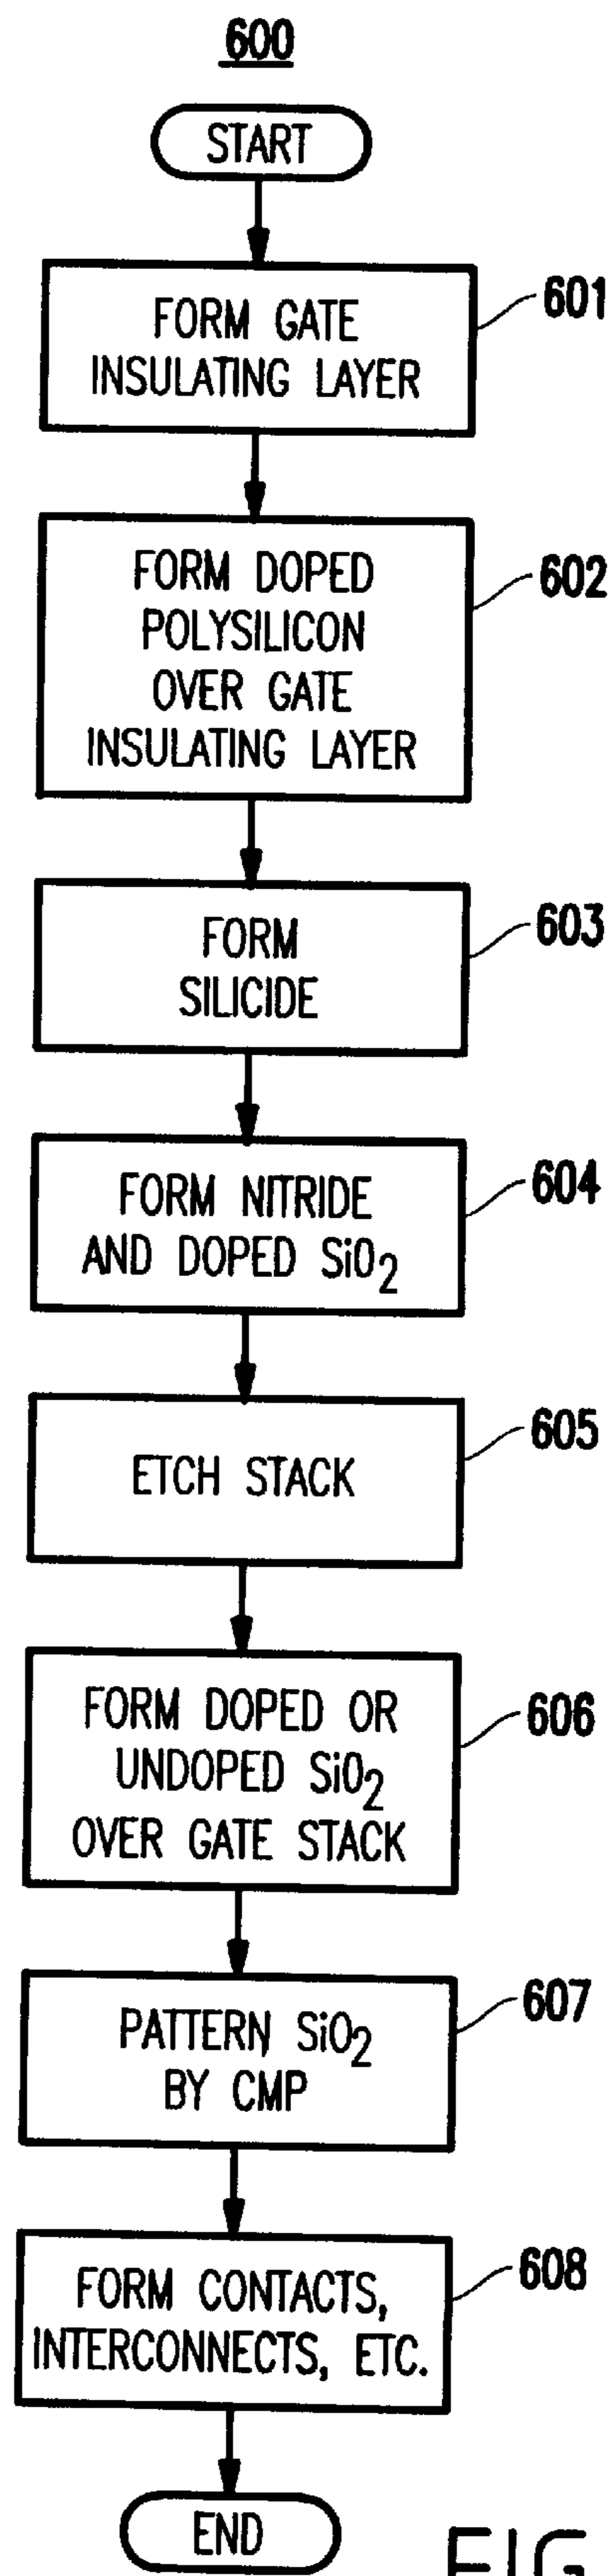 600
START
FORM GATE
INSULATING LAYER
601
FORM DOPED
POLYSILICON
OVER GATE
INSULATING LAYER
602
FORM
SILICIDE
603
FORM NITRIDE
AND DOPED SiO2
604
ETCH STACK
605
FORM DOPED OR
UNDOPED SiO2
OVER GATE STACK
606
PATTERN SiO2
BY CMP
607
FORM CONTACTS,
INTERCONNECTS, ETC.
608
END
FIG